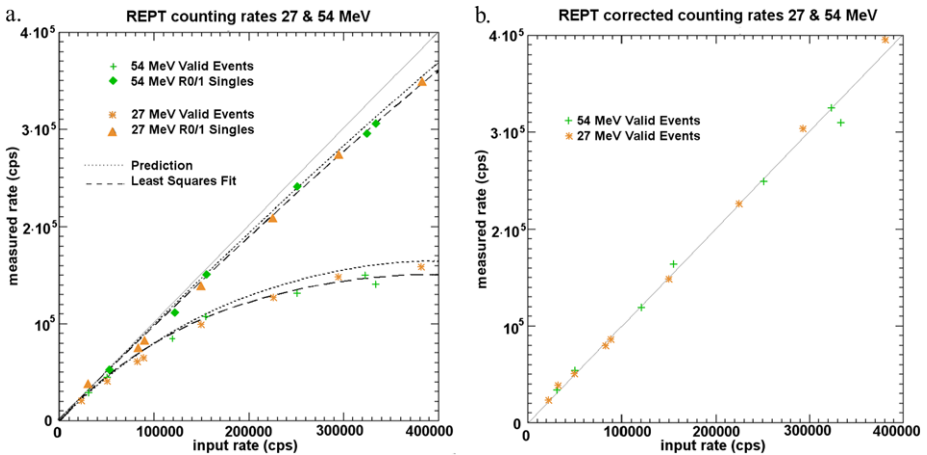 a.
REPT counting rates 27 & 54 MeV
4·10⁵
3·10⁵
2·10⁵
10⁵
0
measured rate (cps)
54 MeV Valid Events
54 MeV R0/1 Singles
27 MeV Valid Events
27 MeV R0/1 Singles
Prediction
Least Squares Fit
0 100000 200000 300000 400000
input rate (cps)
b.
REPT corrected counting rates 27 & 54 MeV
4·10⁵
3·10⁵
2·10⁵
10⁵
0
measured rate (cps)
54 MeV Valid Events
27 MeV Valid Events
0 100000 200000 300000 400000
input rate (cps)